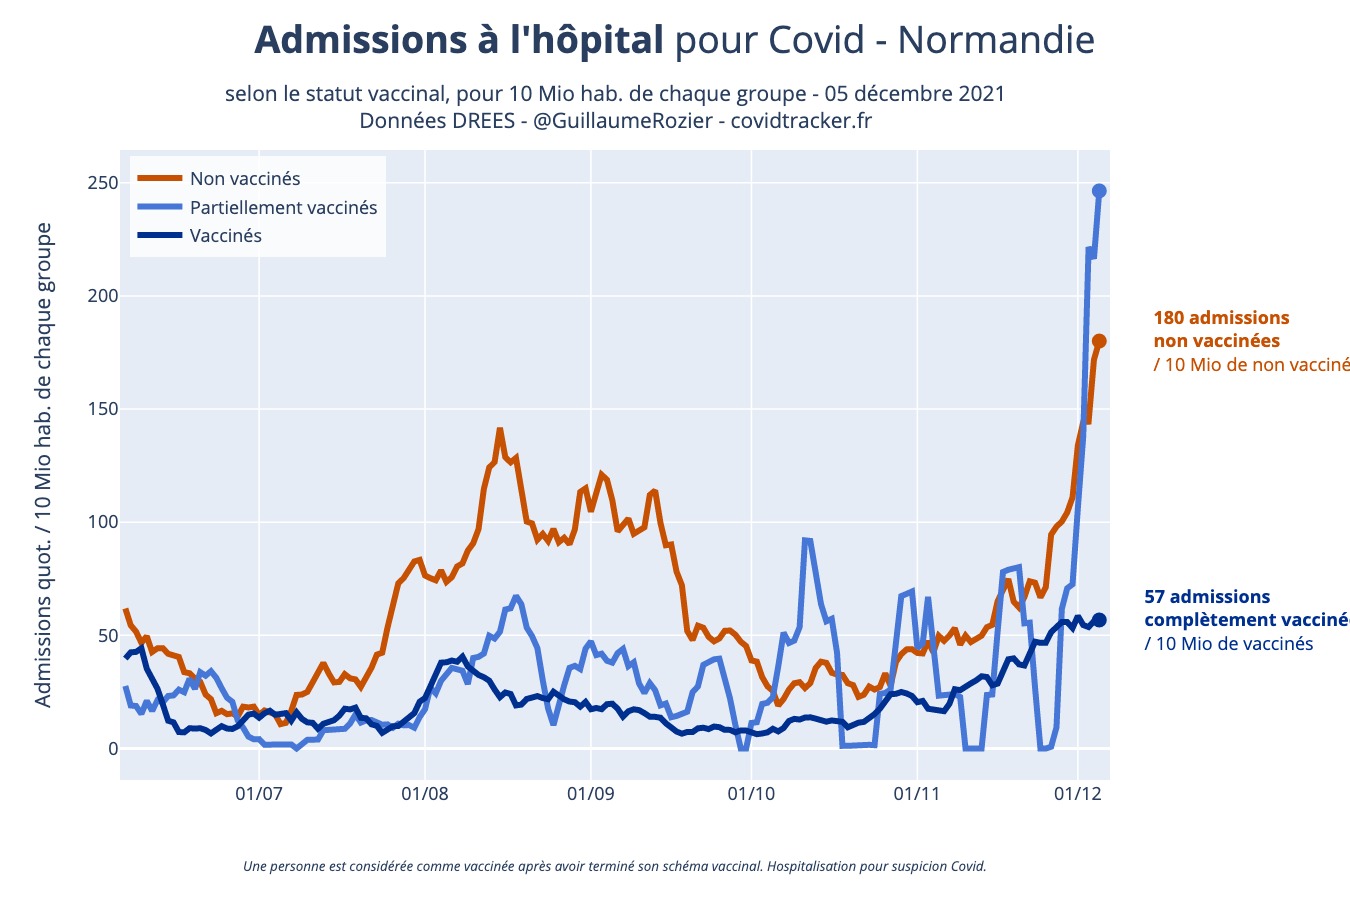 Admissions à l'hôpital pour Covid - Normandie
selon le statut vaccinal, pour 10 Mio hab. de chaque groupe - 05 décembre 2021
Données DREES - @GuillaumeRozier - covidtracker.fr
Non vaccinés
Partiellement vaccinés
Vaccinés
Admissions quot. / 10 Mio hab. de chaque groupe
250
200
150
100
50
0
01/07
01/08
01/09
01/10
01/11
01/12
180 admissions
non vaccinées
/ 10 Mio de non vacciné
57 admissions
complètement vacciné
/ 10 Mio de vaccinés
Une personne est considérée comme vaccinée après avoir terminé son schéma vaccinal. Hospitalisation pour suspicion Covid.